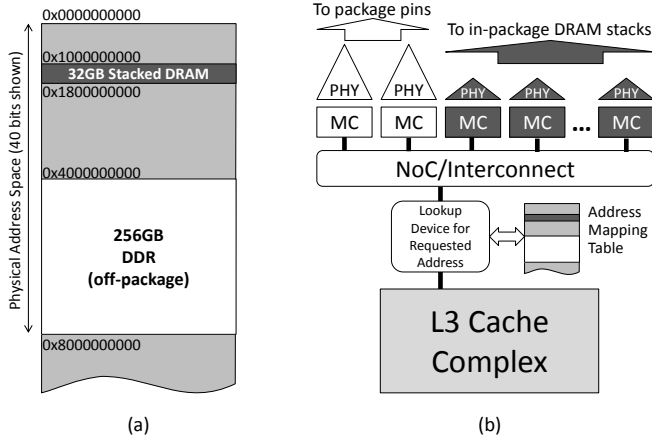 0x0000000000
0x1000000000
32GB Stacked DRAM
0x1800000000
0x4000000000
256GB
DDR
(off-package)
0x8000000000
Physical Address Space (40 bits shown)
(a)
(b)
To package pins
To in-package DRAM stacks
PHY PHY PHY PHY PHY
MC MC MC MC ... MC
NoC/Interconnect
Lookup
Device for
Requested
Address
Address
Mapping
Table
L3 Cache
Complex